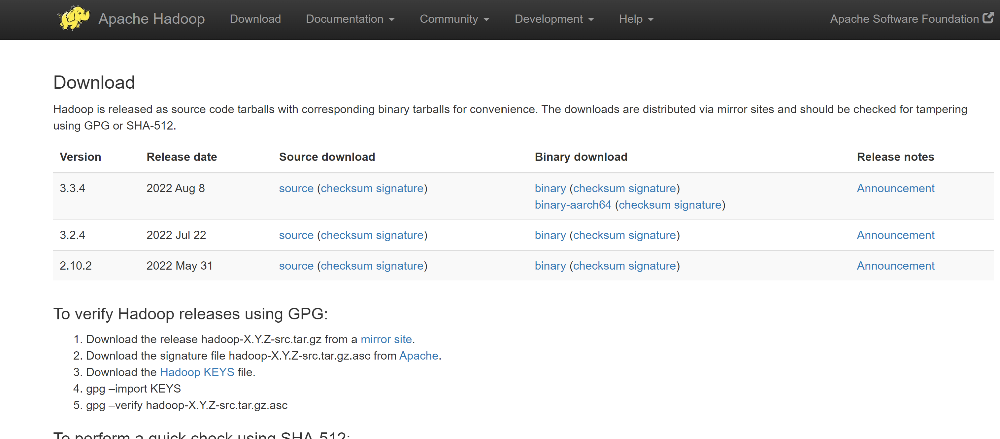 Apache Hadoop Download Documentation Community Development Help Apache Software Foundation
Download
Hadoop is released as source code tarballs with corresponding binary tarballs for convenience. The downloads are distributed via mirror sites and should be checked for tampering
using GPG or SHA-512.
Version Release date Source download Binary download Release notes
3.3.4 2022 Aug 8 source (checksum signature) binary (checksum signature) Announcement
binary-aarch64 (checksum signature)
3.2.4 2022 Jul 22 source (checksum signature) binary (checksum signature) Announcement
2.10.2 2022 May 31 source (checksum signature) binary (checksum signature) Announcement
To verify Hadoop releases using GPG:
1. Download the release hadoop-X.Y.Z-src.tar.gz from a mirror site.
2. Download the signature file hadoop-X.Y.Z-src.tar.gz.asc from Apache.
3. Download the Hadoop KEYS file.
4. gpg –import KEYS
5. gpg –verify hadoop-X.Y.Z-src.tar.gz.asc
To perform a quick check using SHA-512: